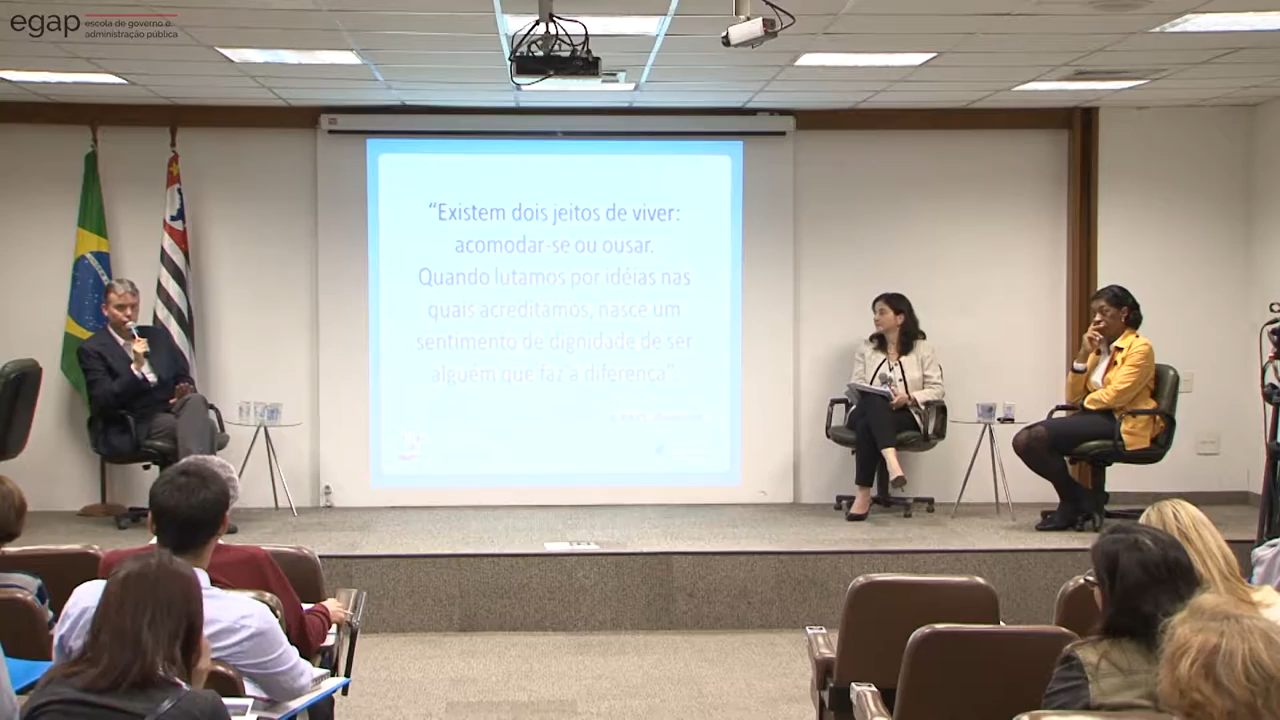 egap
escola de governo e
administração pública
“Existem dois jeitos de viver:
acomodar-se ou ousar.
Quando lutamos por idéias nas
quais acreditamos, nasce um
sentimento de dignidade de ser
alguém que faz a diferença”.